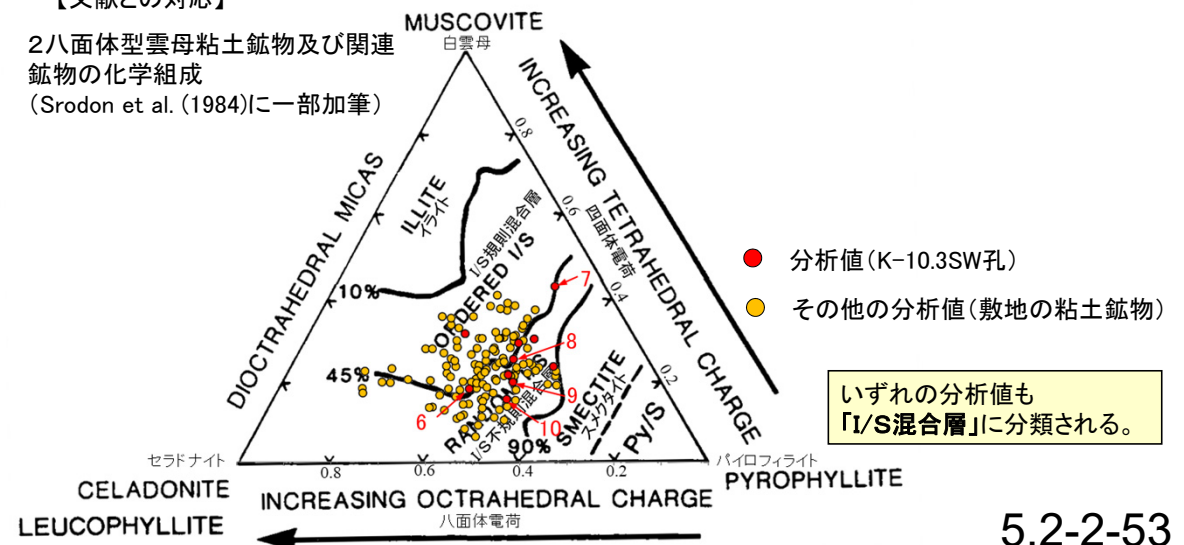 【文献との対応】
2八面体型雲母粘土鉱物及び関連
鉱物の化学組成
(Srodon et al. (1984)に一部加筆)
MUSCOVITE
白雲母
INCREASING TETRAHEDRAL CHARGE
四面体電荷
0.8
0.6
0.4
0.2
DIOCTRAHEDRAL MICAS
ILLITE
イライト
I/S規則混合層
ORDERED I/S
10%
45%
90%
I/S不規則混合層
SMECTITE
スメクタイト
Py/S
6
7
8
9
10
分析値(K-10.3SW孔)
その他の分析値(敷地の粘土鉱物)
いずれの分析値も
「I/S混合層」に分類される。
セラドナイト
CELADONITE
LEUCOPHYLLITE
0.8
0.6
0.4
0.2
パイロフィライト
PYROPHYLLITE
INCREASING OCTRAHEDRAL CHARGE
八面体電荷
5.2-2-53